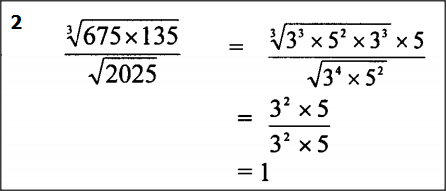 2 ∛(675×135) / √2025 = ∛(3³ × 5² × 3³ × 5) / √(3⁴ × 5²)
= 3² × 5 / 3² × 5
= 1